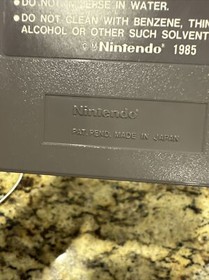 ●DO NOT IMMERSE IN WATER.
●DO NOT CLEAN WITH BENZENE, THIN
ALCOHOL OR OTHER SUCH SOLVENT
©Nintendo® 1985
Nintendo
PAT. PEND. MADE IN JAPAN